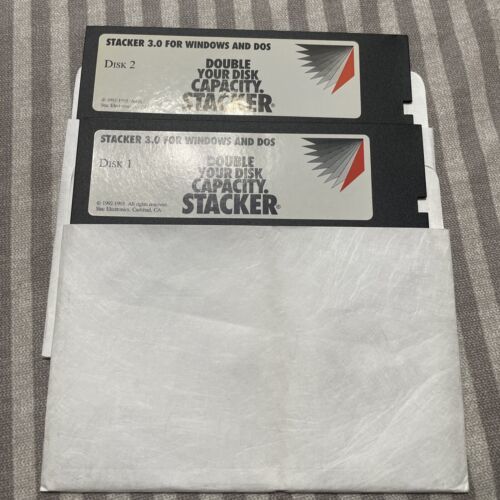 STACKER 3.0 FOR WINDOWS AND DOS
DISK 2
DOUBLE
YOUR DISK
CAPACITY.
STACKER®
STACKER 3.0 FOR WINDOWS AND DOS
DISK 1
DOUBLE
YOUR DISK
CAPACITY.
STACKER®
© 1992-1993. All rights reserved.
Stac Electronics, Carlsbad, CA